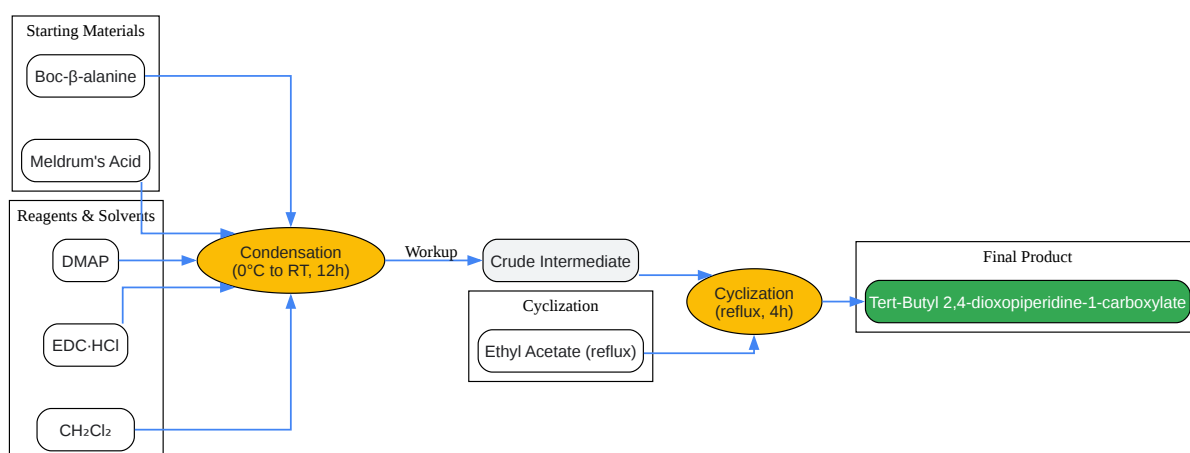 Starting Materials
Boc-β-alanine
Meldrum's Acid
Reagents & Solvents
DMAP
EDC·HCl
CH₂Cl₂
Condensation
(0°C to RT, 12h)
Workup
Crude Intermediate
Cyclization
Ethyl Acetate (reflux)
Cyclization
(reflux, 4h)
Final Product
Tert-Butyl 2,4-dioxopiperidine-1-carboxylate